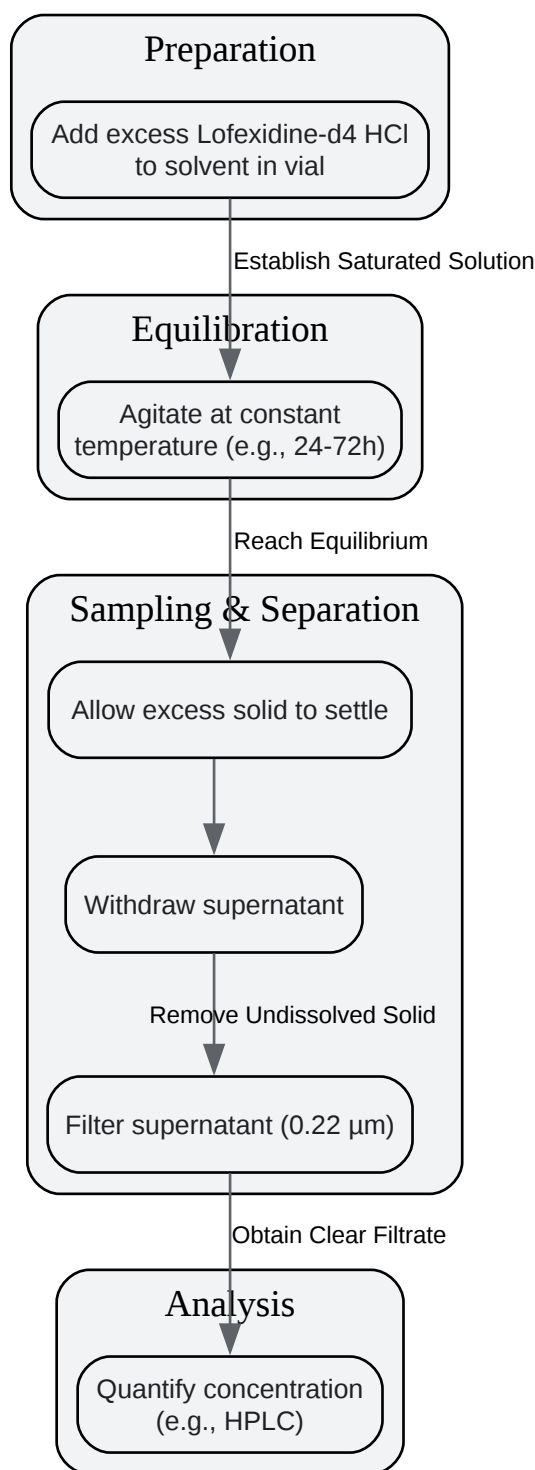 Preparation
Add excess Lofexidine-d4 HCl
to solvent in vial
Establish Saturated Solution
Equilibration
Agitate at constant
temperature (e.g., 24-72h)
Reach Equilibrium
Sampling & Separation
Allow excess solid to settle
Withdraw supernatant
Remove Undissolved Solid
Filter supernatant (0.22 µm)
Obtain Clear Filtrate
Analysis
Quantify concentration
(e.g., HPLC)